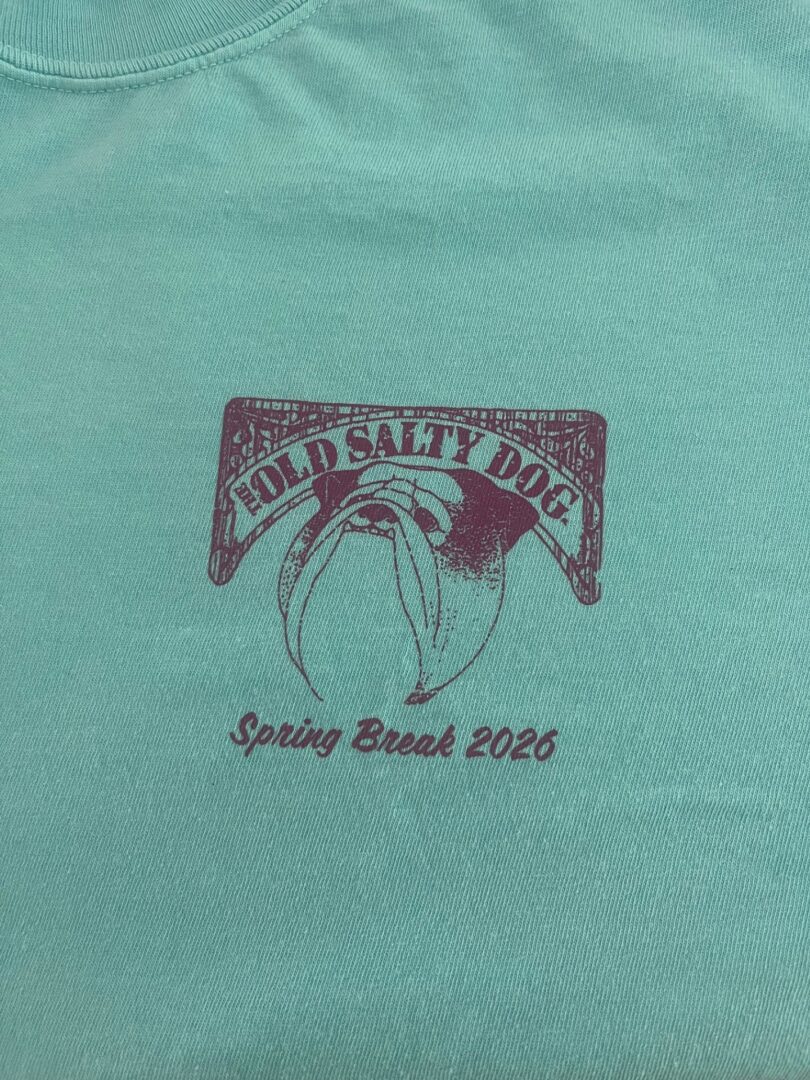 THE OLD SALTY DOG.
Spring Break 2026